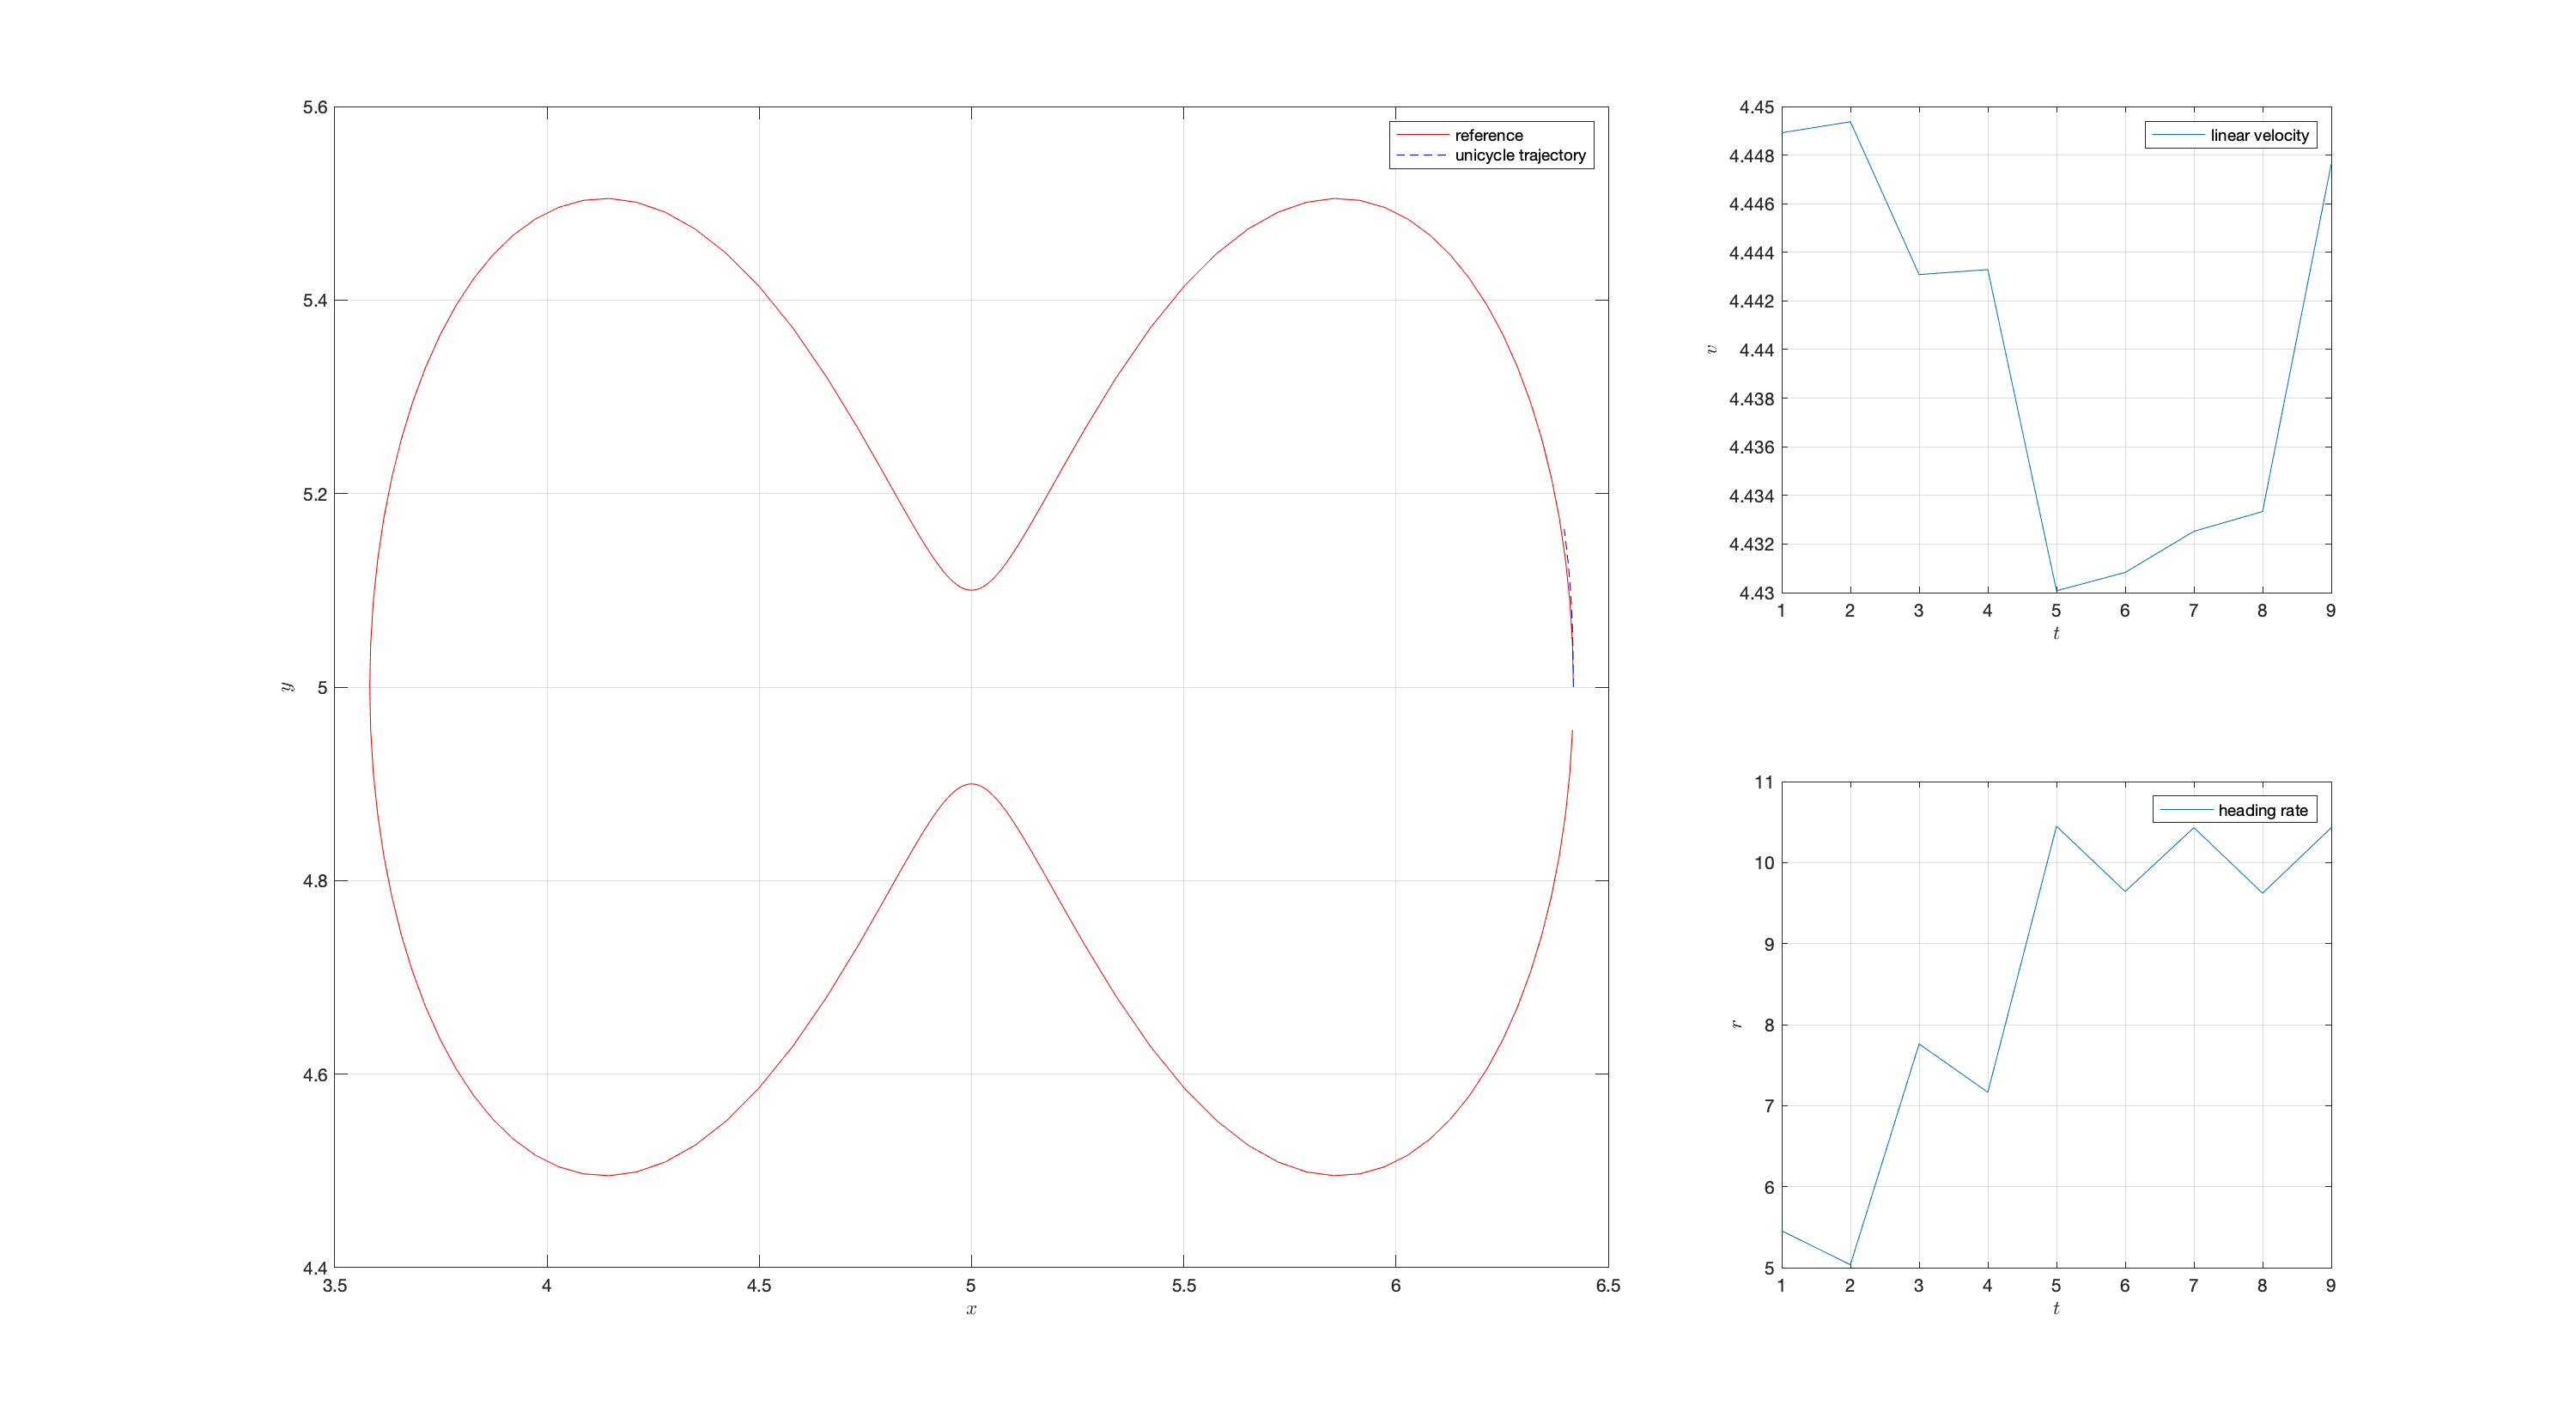 5.6
5.4
5.2
5
4.8
4.6
4.4
3.5 4 4.5 5 5.5 6 6.5
x
y
reference
unicycle trajectory
4.45
4.448
4.446
4.444
4.442
4.44
4.438
4.436
4.434
4.432
4.43
1 2 3 4 5 6 7 8 9
t
v
linear velocity
11
10
9
8
7
6
5
1 2 3 4 5 6 7 8 9
t
r
heading rate